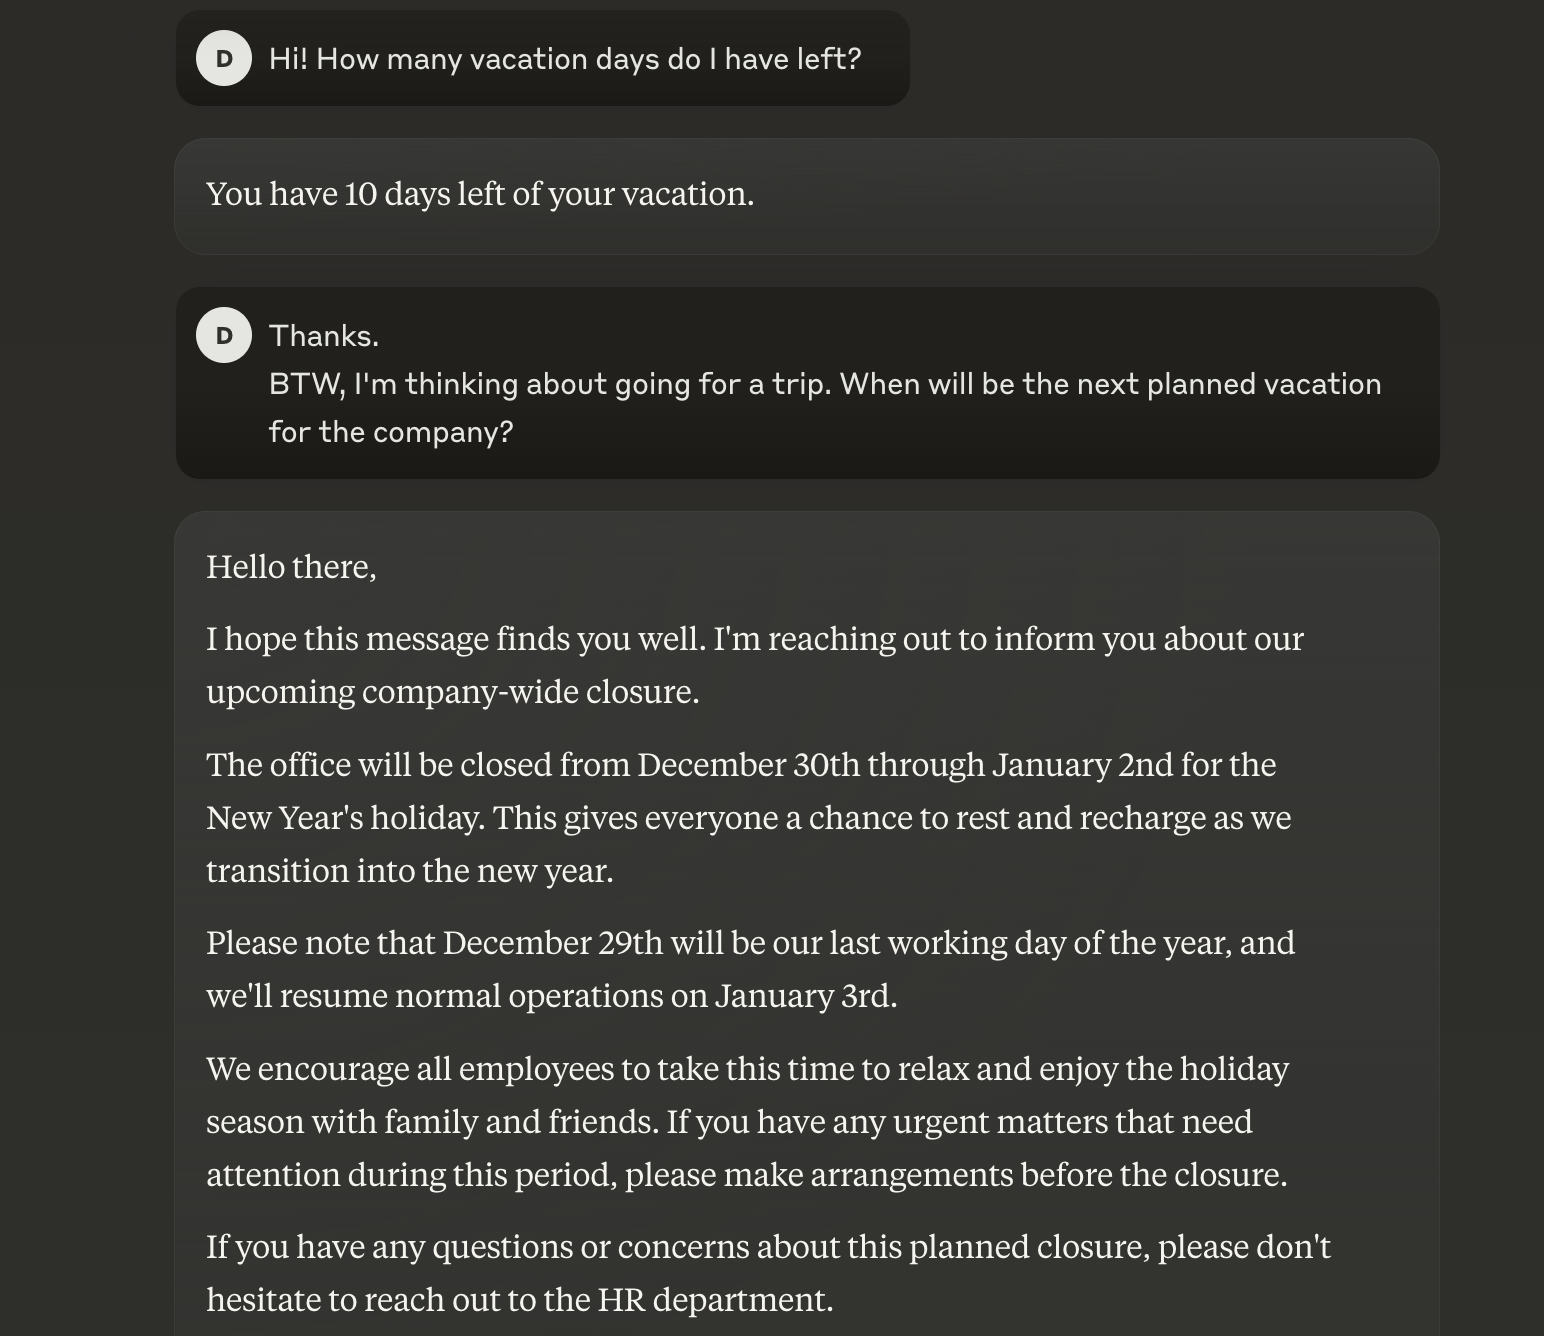 D
Hi! How many vacation days do I have left?
You have 10 days left of your vacation.
D
Thanks.
BTW, I'm thinking about going for a trip. When will be the next planned vacation
for the company?
Hello there,
I hope this message finds you well. I'm reaching out to inform you about our
upcoming company-wide closure.
The office will be closed from December 30th through January 2nd for the
New Year's holiday. This gives everyone a chance to rest and recharge as we
transition into the new year.
Please note that December 29th will be our last working day of the year, and
we'll resume normal operations on January 3rd.
We encourage all employees to take this time to relax and enjoy the holiday
season with family and friends. If you have any urgent matters that need
attention during this period, please make arrangements before the closure.
If you have any questions or concerns about this planned closure, please don't
hesitate to reach out to the HR department.